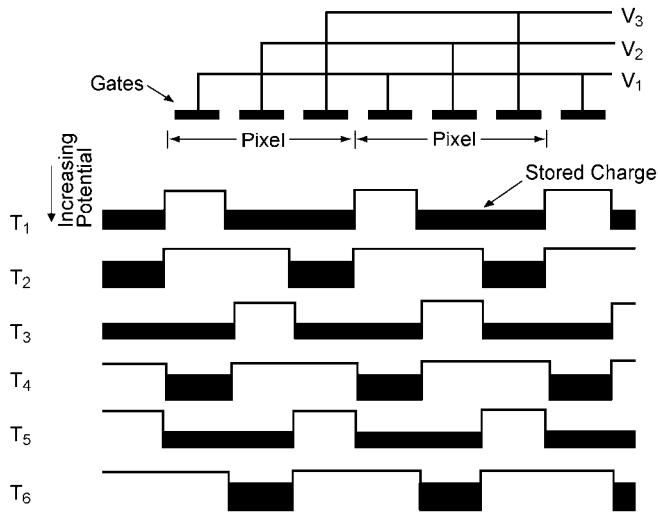 V3
V2
V1
Gates
Pixel
Pixel
Increasing
Potential
Stored Charge
T1
T2
T3
T4
T5
T6